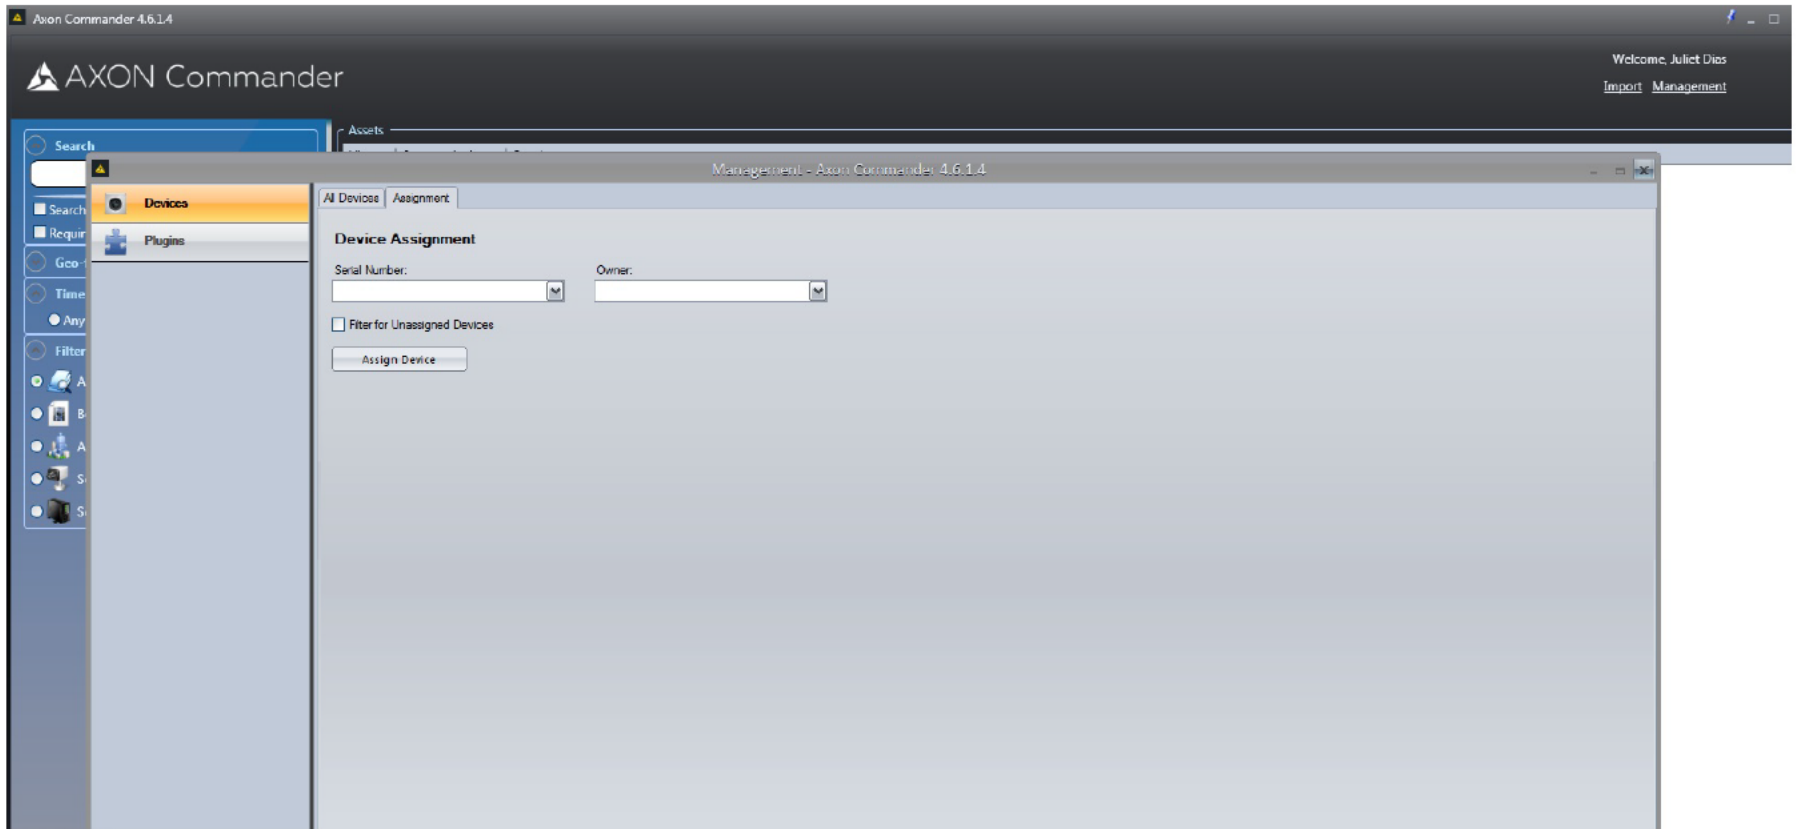 Axon Commander 4.6.1.4
AXON Commander
Welcome, Juliet Dias
Import Management
Search
Assets
Management - Axon Commander 4.6.1.4
Search
Requir
Geo-
Time
Any
Filter
A
B
A
S
S
Devices
Plugins
All Devices Assignment
Device Assignment
Serial Number: Owner:
Filter for Unassigned Devices
Assign Device